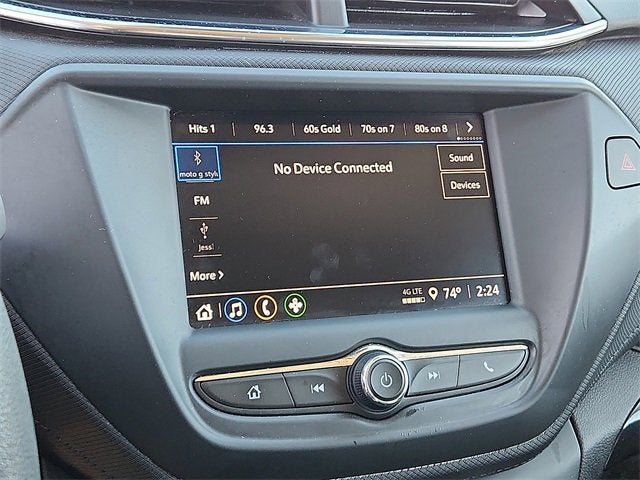 Hits 1 96.3 60s Gold 70s on 7 80s on 8
moto g styl
No Device Connected
Sound
Devices
FM
Jess'
More >
4G LTE 74° 2:24